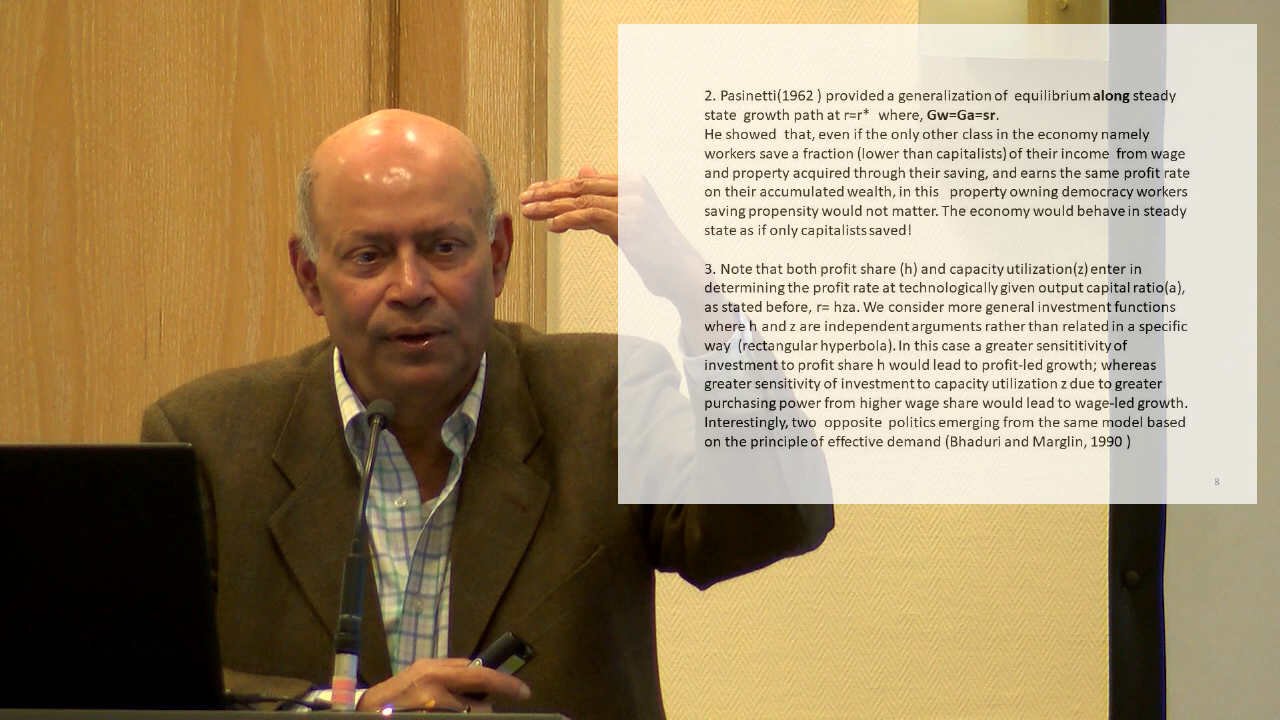 2. Pasinetti(1962 ) provided a generalization of equilibrium along steady
state growth path at r=r* where, Gw=Ga=sr.
He showed that, even if the only other class in the economy namely
workers save a fraction (lower than capitalists) of their income from wage
and property acquired through their saving, and earns the same profit rate
on their accumulated wealth, in this property owning democracy workers
saving propensity would not matter. The economy would behave in steady
state as if only capitalists saved!
3. Note that both profit share (h) and capacity utilization(z) enter in
determining the profit rate at technologically given output capital ratio(a),
as stated before, r= hza. We consider more general investment functions
where h and z are independent arguments rather than related in a specific
way (rectangular hyperbola). In this case a greater sensititivity of
investment to profit share h would lead to profit-led growth; whereas
greater sensitivity of investment to capacity utilization z due to greater
purchasing power from higher wage share would lead to wage-led growth.
Interestingly, two opposite politics emerging from the same model based
on the principle of effective demand (Bhaduri and Marglin, 1990 )
8